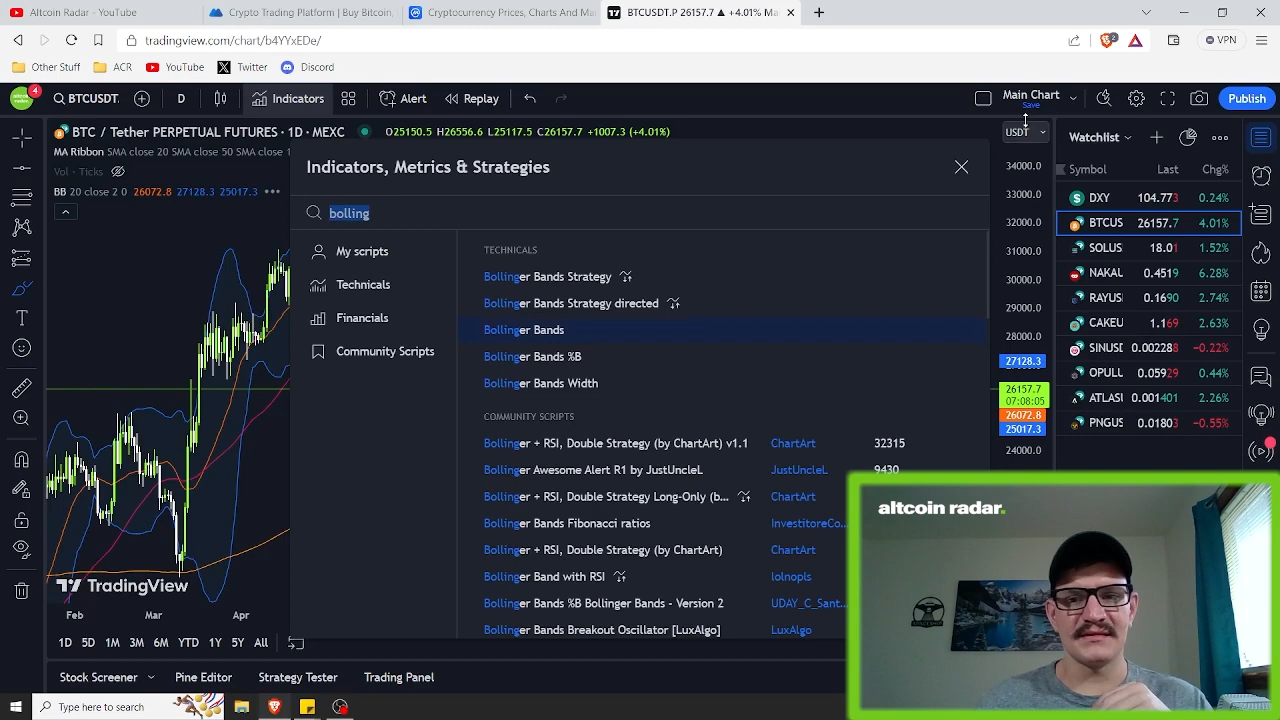 Altcoin Radar - YouTube
Crypto Trading Platform | Buy Bitcoin,
Cryptocurrency Prices, Charts And Ma
BTCUSDT.P 26157.7 ▲ +4.01% Ma
tradingview.com/chart/b4YYxEDe/
2
VPN
Other Stuff
ACR
YouTube
Twitter
Discord
altcoin radar.
4
BTCUSDT.
D
Indicators
Alert
Replay
Main Chart
Save
Publish
BTC / Tether PERPETUAL FUTURES · 1D · MEXC
O25150.5 H26556.6 L25117.5 C26157.7 +1007.3 (+4.01%)
MA Ribbon SMA close 20 SMA close 50 SMA close 1
Vol · Ticks
BB 20 close 2 0 26072.8 27128.3 25017.3
Indicators, Metrics & Strategies
bolling
My scripts
Technicals
Financials
Community Scripts
TECHNICALS
Bollinger Bands Strategy
Bollinger Bands Strategy directed
Bollinger Bands
Bollinger Bands %B
Bollinger Bands Width
COMMUNITY SCRIPTS
Bollinger + RSI, Double Strategy (by ChartArt) v1.1 ChartArt 32315
Bollinger Awesome Alert R1 by JustUncleL JustUncleL 9430
Bollinger + RSI, Double Strategy Long-Only (b... ChartArt
Bollinger Bands Fibonacci ratios InvestitoreCo...
Bollinger + RSI, Double Strategy (by ChartArt) ChartArt
Bollinger Band with RSI lolnopls
Bollinger Bands %B Bollinger Bands - Version 2 UDAY_C_Sant...
Bollinger Bands Breakout Oscillator [LuxAlgo] LuxAlgo
USDT
34000.0
33000.0
32000.0
31000.0
30000.0
29000.0
28000.0
27128.3
26157.7
07:08:05
26072.8
25017.3
24000.0
Watchlist
Symbol Last Chg%
DXY 104.773 0.24%
BTCUS 26157.7 4.01%
SOLUS 18.01 1.52%
NAKAU 0.4519 6.28%
RAYUS 0.1690 2.74%
CAKEU 1.169 2.63%
SINUSD 0.002288 −0.22%
OPULU 0.05929 0.44%
ATLAS 0.001401 2.26%
PNGUS 0.01803 −0.55%
TradingView
Feb
Mar
Apr
1D 5D 1M 3M 6M YTD 1Y 5Y All
Stock Screener
Pine Editor
Strategy Tester
Trading Panel
Type here to search